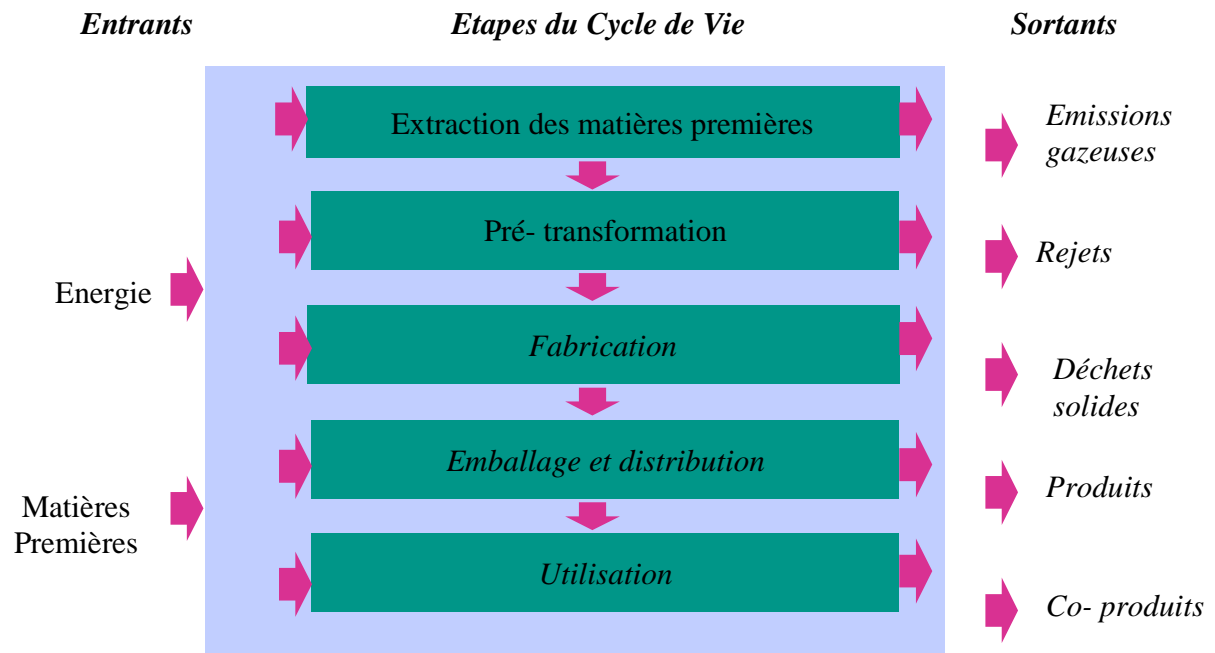 Entrants
Etapes du Cycle de Vie
Sortants
Extraction des matières premières
Emissions
gazeuses
Pré- transformation
Rejets
Energie
Fabrication
Déchets
solides
Emballage et distribution
Produits
Matières
Premières
Utilisation
Co- produits